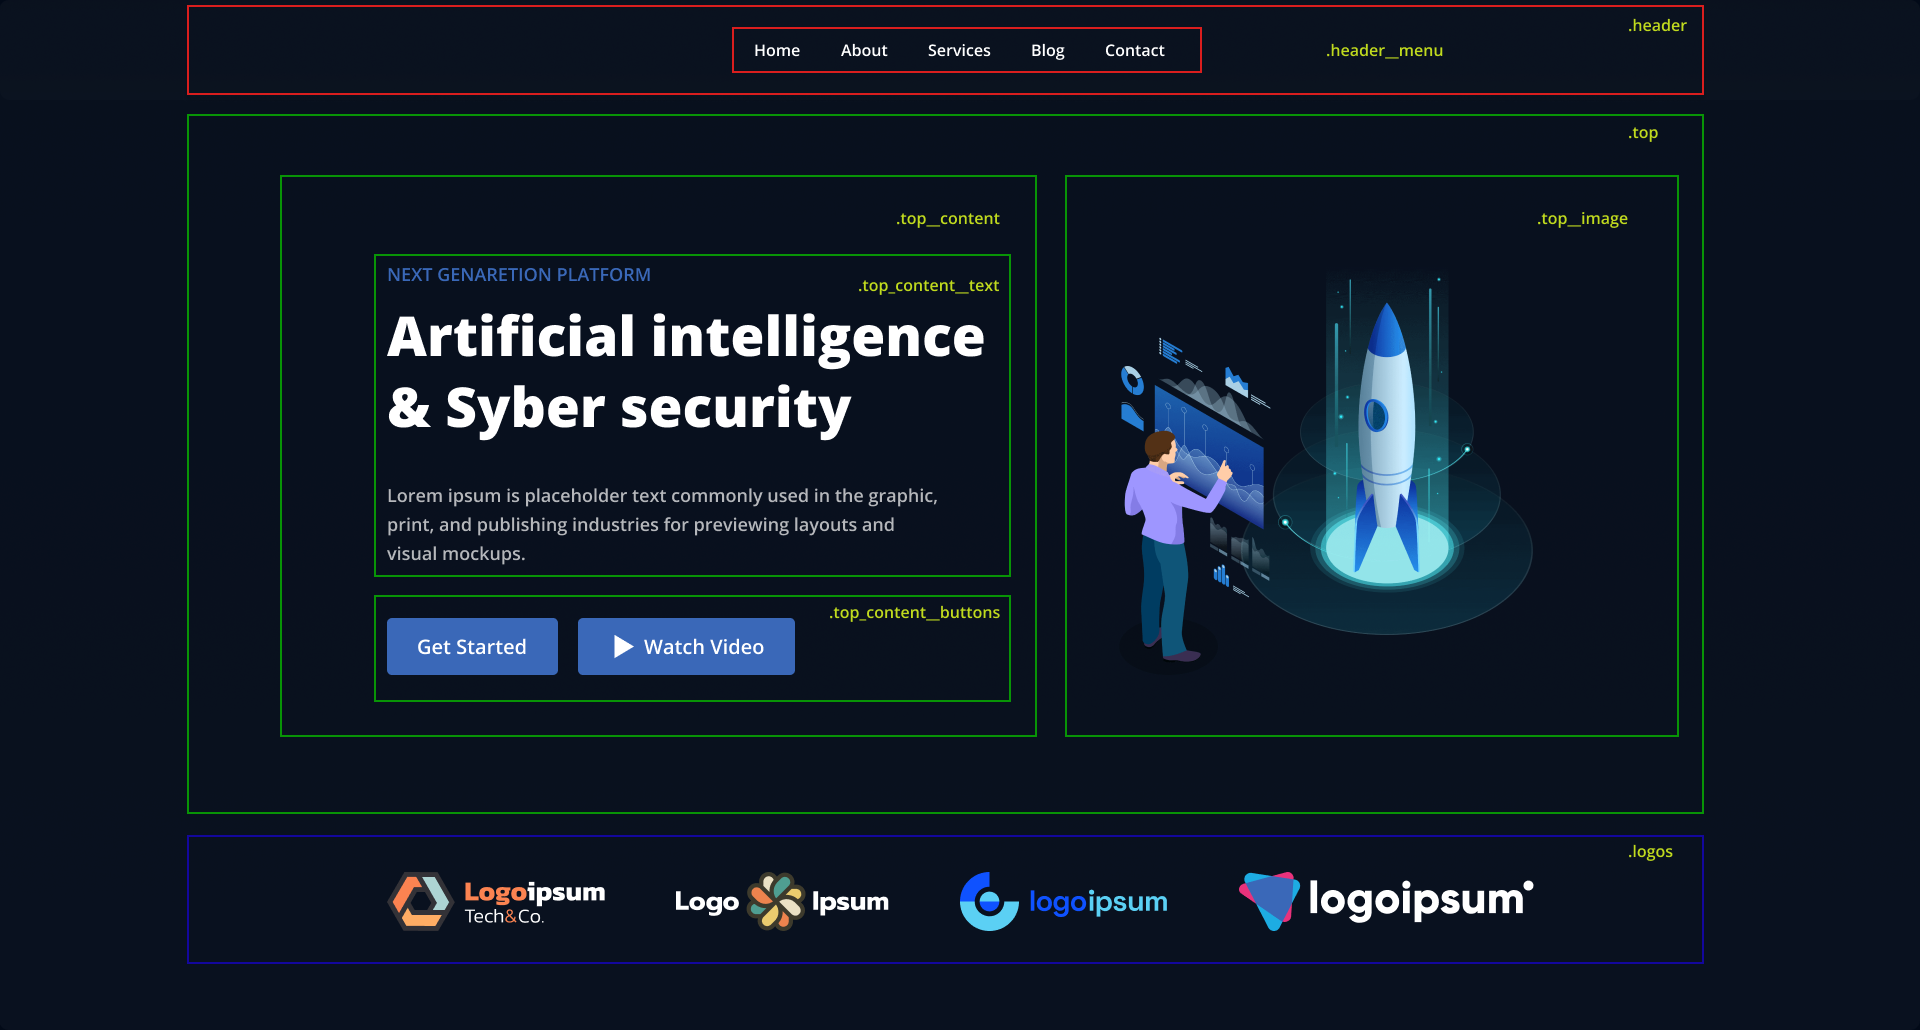 .header
Home About Services Blog Contact .header__menu
.top
.top__content
.top__image
NEXT GENARETION PLATFORM
.top_content__text
Artificial intelligence
& Syber security
Lorem ipsum is placeholder text commonly used in the graphic,
print, and publishing industries for previewing layouts and
visual mockups.
.top_content__buttons
Get Started Watch Video
.logos
Logoipsum
Tech&Co.
Logo Ipsum
logoipsum
logoipsum